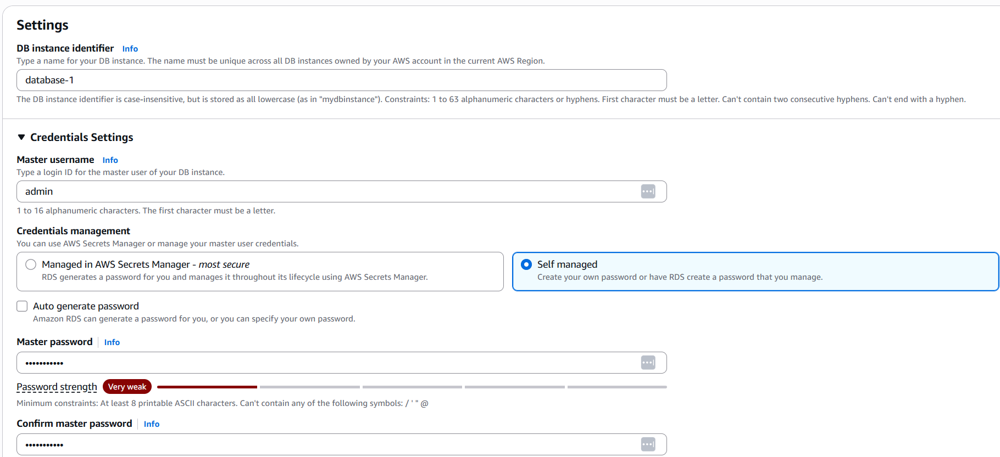 Settings
DB instance identifier Info
Type a name for your DB instance. The name must be unique across all DB instances owned by your AWS account in the current AWS Region.
database-1
The DB instance identifier is case-insensitive, but is stored as all lowercase (as in "mydbinstance"). Constraints: 1 to 63 alphanumeric characters or hyphens. First character must be a letter. Can't contain two consecutive hyphens. Can't end with a hyphen.
Credentials Settings
Master username Info
Type a login ID for the master user of your DB instance.
admin
1 to 16 alphanumeric characters. The first character must be a letter.
Credentials management
You can use AWS Secrets Manager or manage your master user credentials.
Managed in AWS Secrets Manager - most secure
RDS generates a password for you and manages it throughout its lifecycle using AWS Secrets Manager.
Self managed
Create your own password or have RDS create a password that you manage.
Auto generate password
Amazon RDS can generate a password for you, or you can specify your own password.
Master password Info
•••••••••••
Password strength Very weak
Minimum constraints: At least 8 printable ASCII characters. Can't contain any of the following symbols: / ' " @
Confirm master password Info
•••••••••••